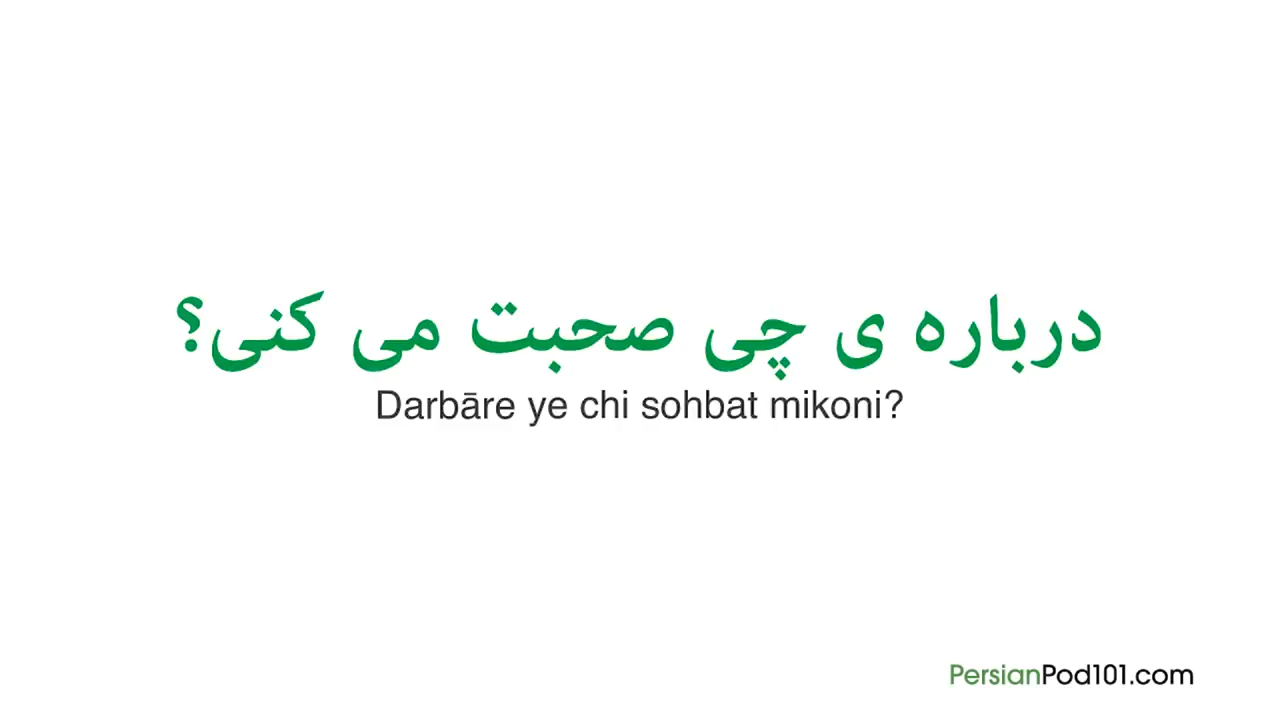 درباره ی چی صحبت می کنی؟
Darbāre ye chi sohbat mikoni?
PersianPod101.com